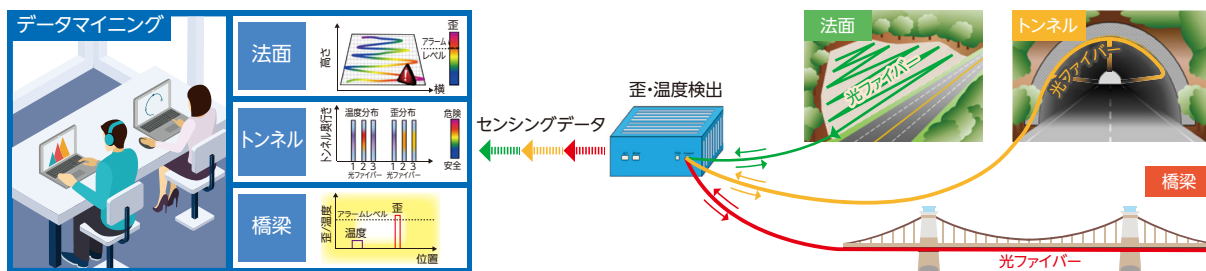 データマイニング
法面
歪
アラーム
レベル
高さ
横
トンネル
トンネル奥行き
温度分布
歪分布
危険
1 2 3
1 2 3
光ファイバー
光ファイバー
安全
橋梁
歪/温度
アラームレベル
歪
温度
位置
センシングデータ
歪・温度検出
法面
光ファイバー
トンネル
光ファイバー
橋梁
光ファイバー